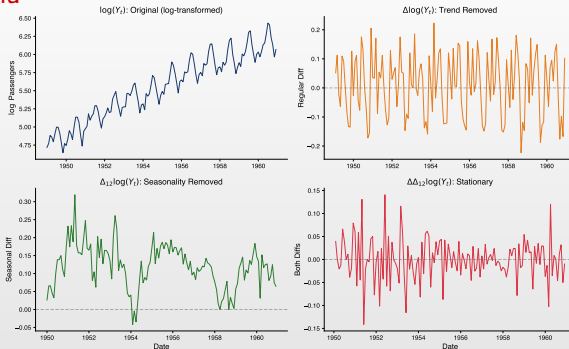 log(Yₜ): Original (log-transformed)
6.50
6.25
6.00
5.75
5.50
5.25
5.00
4.75
log Passengers
1950 1952 1954 1956 1958 1960
Δlog(Yₜ): Trend Removed
0.2
0.1
0.0
−0.1
−0.2
Regular Diff
1950 1952 1954 1956 1958 1960
Δ₁₂log(Yₜ): Seasonality Removed
0.30
0.25
0.20
0.15
0.10
0.05
0.00
−0.05
Seasonal Diff
1950 1952 1954 1956 1958 1960
Date
ΔΔ₁₂log(Yₜ): Stationary
0.15
0.10
0.05
0.00
−0.05
−0.10
−0.15
Both Diffs
1950 1952 1954 1956 1958 1960
Date